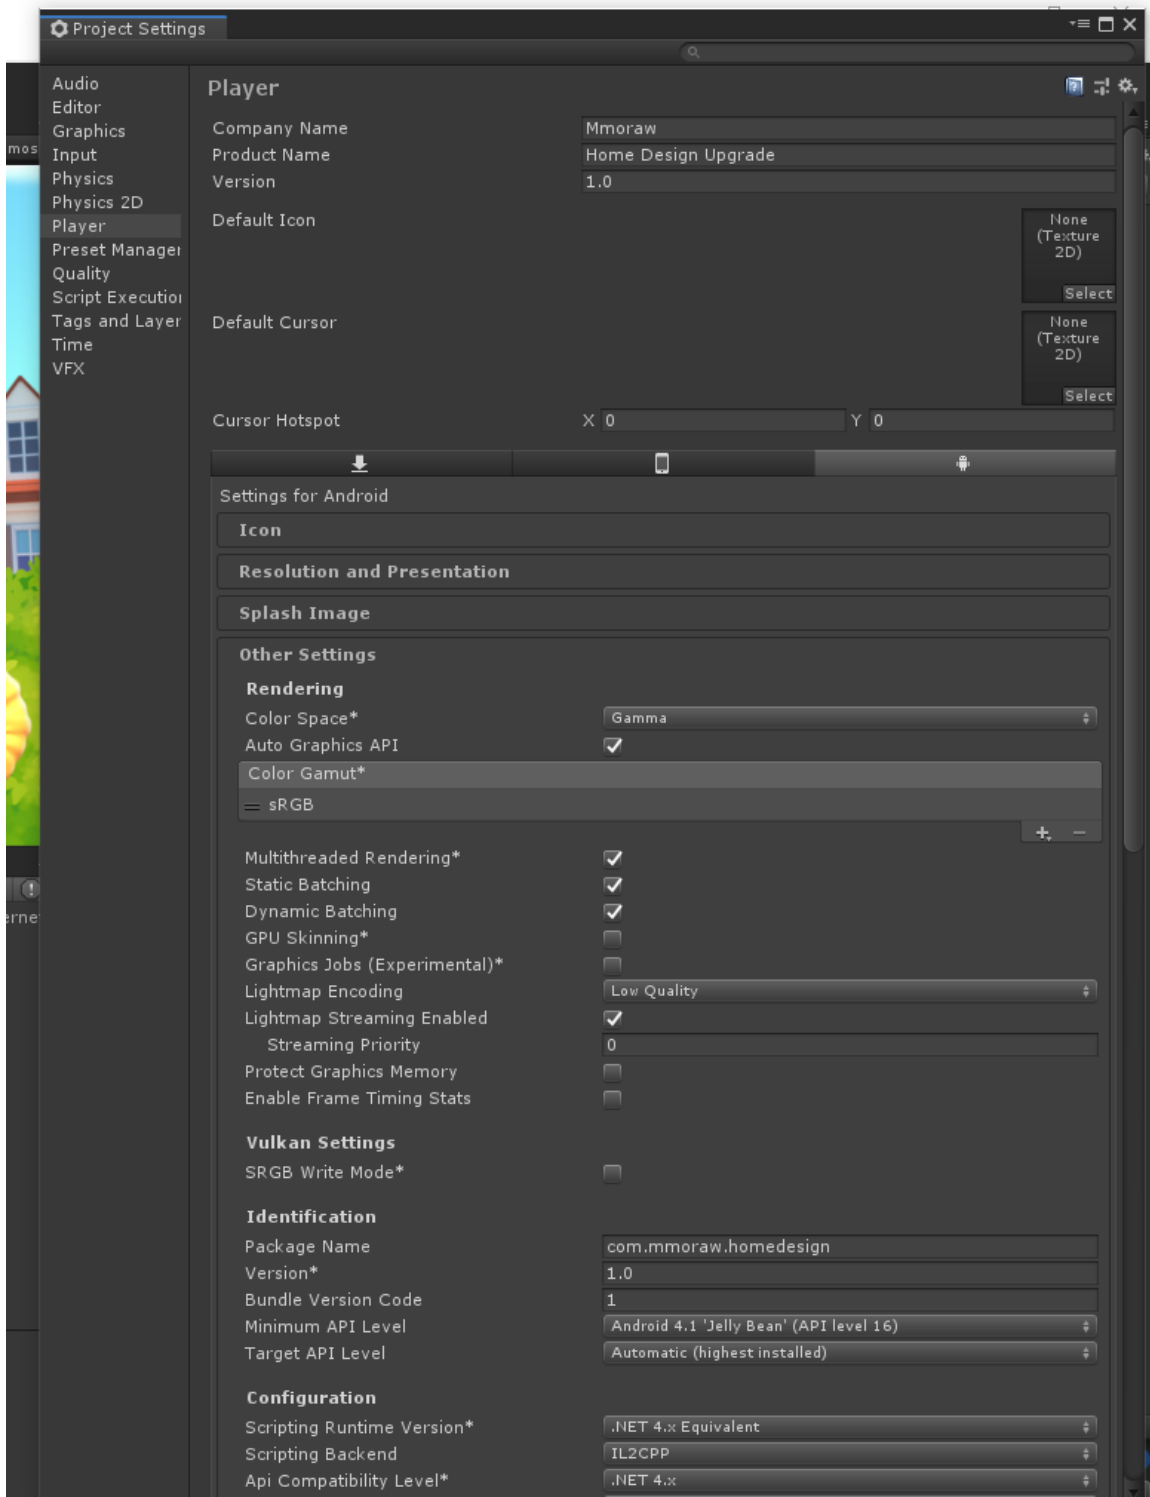 Project Settings
Audio
Editor
Graphics
Input
Physics
Physics 2D
Player
Preset Manager
Quality
Script Execution
Tags and Layer
Time
VFX
Player
Company Name Mmoraw
Product Name Home Design Upgrade
Version 1.0
Default Icon
None
(Texture
2D)
Select
Default Cursor
None
(Texture
2D)
Select
Cursor Hotspot X 0 Y 0
Settings for Android
Icon
Resolution and Presentation
Splash Image
Other Settings
Rendering
Color Space* Gamma
Auto Graphics API
Color Gamut*
sRGB
Multithreaded Rendering*
Static Batching
Dynamic Batching
GPU Skinning*
Graphics Jobs (Experimental)*
Lightmap Encoding Low Quality
Lightmap Streaming Enabled
Streaming Priority 0
Protect Graphics Memory
Enable Frame Timing Stats
Vulkan Settings
SRGB Write Mode*
Identification
Package Name com.mmoraw.homedesign
Version* 1.0
Bundle Version Code 1
Minimum API Level Android 4.1 'Jelly Bean' (API level 16)
Target API Level Automatic (highest installed)
Configuration
Scripting Runtime Version* .NET 4.x Equivalent
Scripting Backend IL2CPP
Api Compatibility Level* .NET 4.x